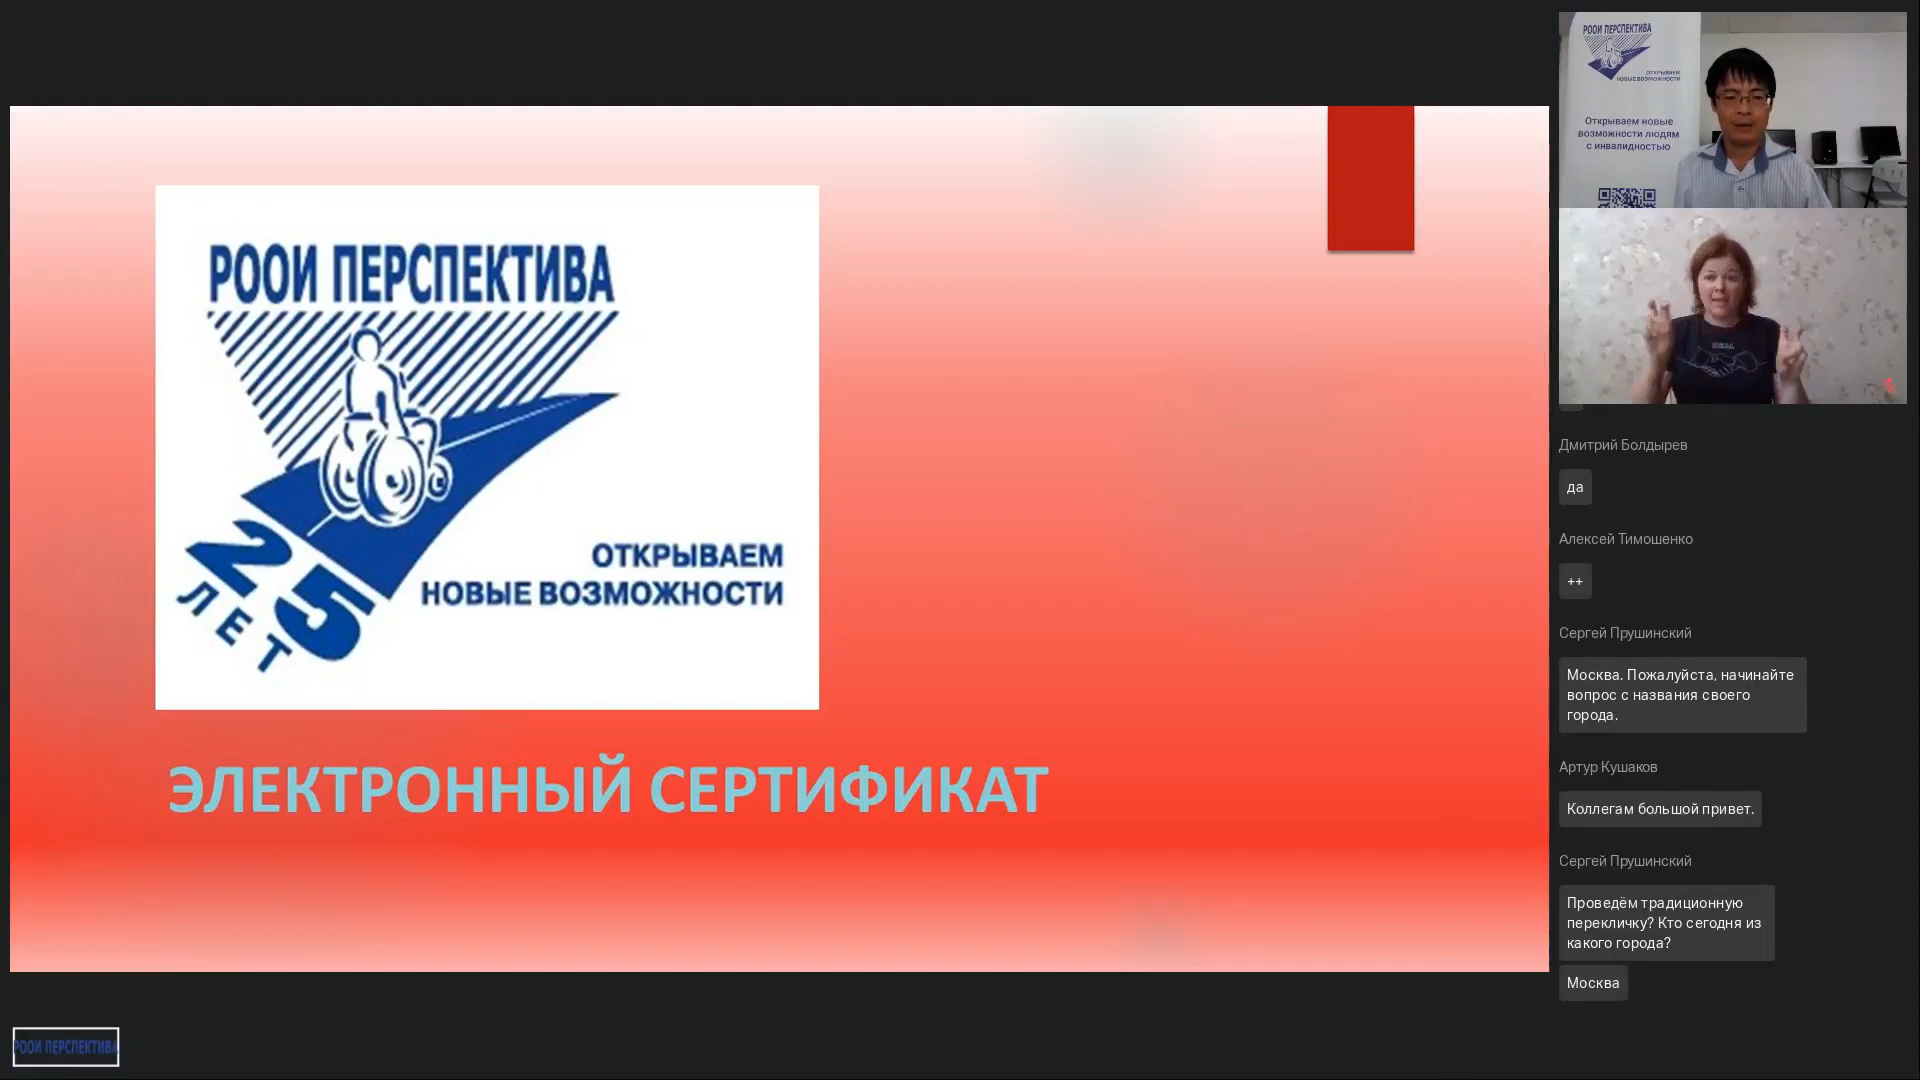 РООИ ПЕРСПЕКТИВА
25
ЛЕТ
ОТКРЫВАЕМ
НОВЫЕ ВОЗМОЖНОСТИ
ЭЛЕКТРОННЫЙ СЕРТИФИКАТ
РООИ ПЕРСПЕКТИВА
РООИ ПЕРСПЕКТИВА
ОТКРЫВАЕМ
НОВЫЕ ВОЗМОЖНОСТИ
Открываем новые
возможности людям
с инвалидностью
Дмитрий Болдырев
да
Алексей Тимошенко
++
Сергей Прушинский
Москва. Пожалуйста, начинайте
вопрос с названия своего
города.
Артур Кушаков
Коллегам большой привет.
Сергей Прушинский
Проведём традиционную
перекличку? Кто сегодня из
какого города?
Москва